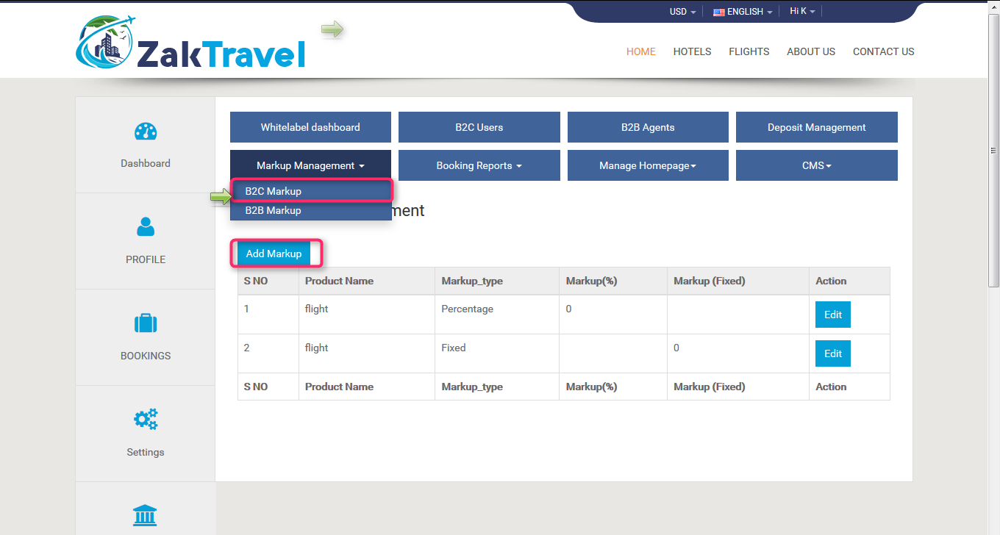 USD ENGLISH Hi K
ZakTravel
HOME HOTELS FLIGHTS ABOUT US CONTACT US
Dashboard
PROFILE
BOOKINGS
Settings
Whitelabel dashboard B2C Users B2B Agents Deposit Management
Markup Management Booking Reports Manage Homepage CMS
B2C Markup
B2B Markup
ment
Add Markup
S NO Product Name Markup_type Markup(%) Markup (Fixed) Action
1 flight Percentage 0 Edit
2 flight Fixed 0 Edit
S NO Product Name Markup_type Markup(%) Markup (Fixed) Action